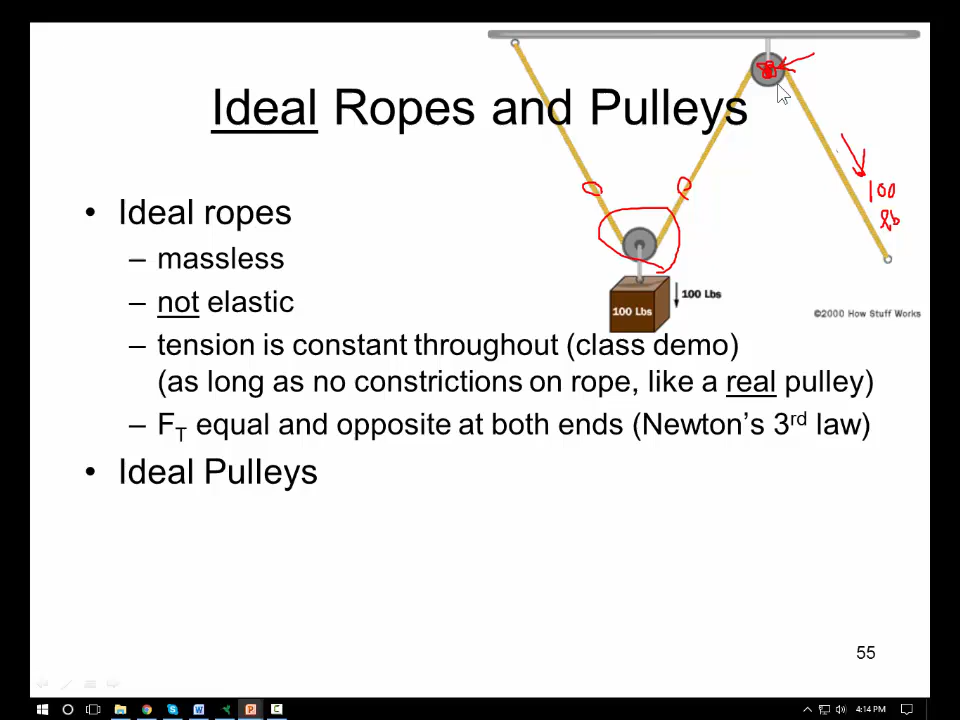 Ideal Ropes and Pulleys
100
lb
• Ideal ropes
– massless
– not elastic
100 Lbs
100 Lbs
©2000 How Stuff Works
– tension is constant throughout (class demo)
(as long as no constrictions on rope, like a real pulley)
– FT equal and opposite at both ends (Newton’s 3rd law)
• Ideal Pulleys
55
4:14 PM